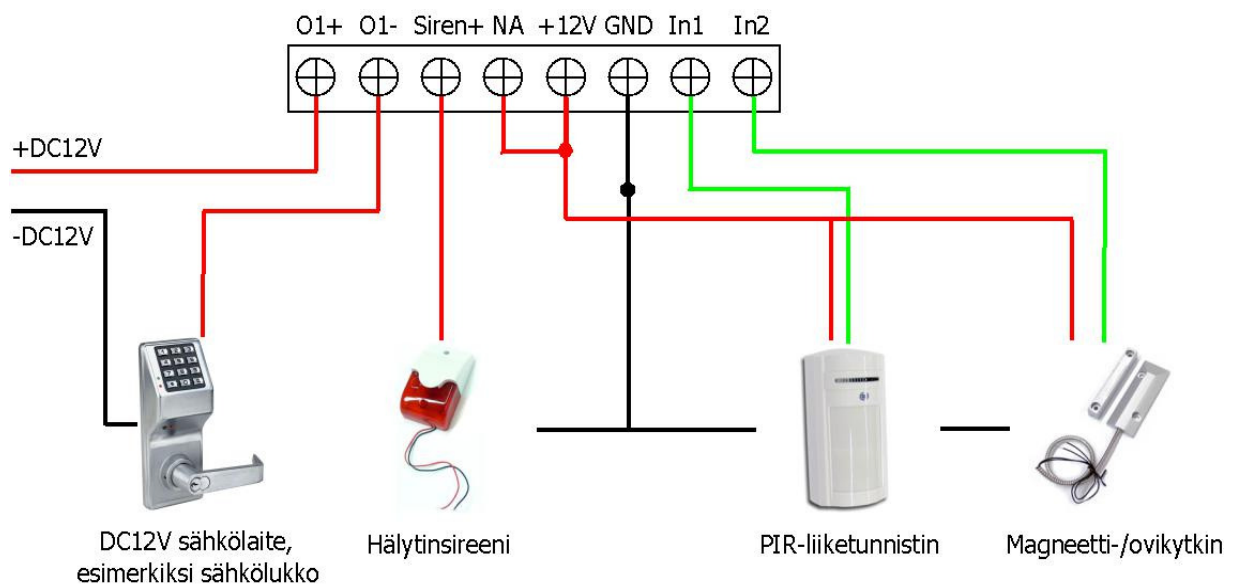 O1+ O1- Siren+ NA +12V GND In1 In2
+DC12V
-DC12V
DC12V sähkölaite,
esimerkiksi sähkölukko
Hälytinsireeni
PIR-liiketunnistin
Magneetti-/ovikytkin